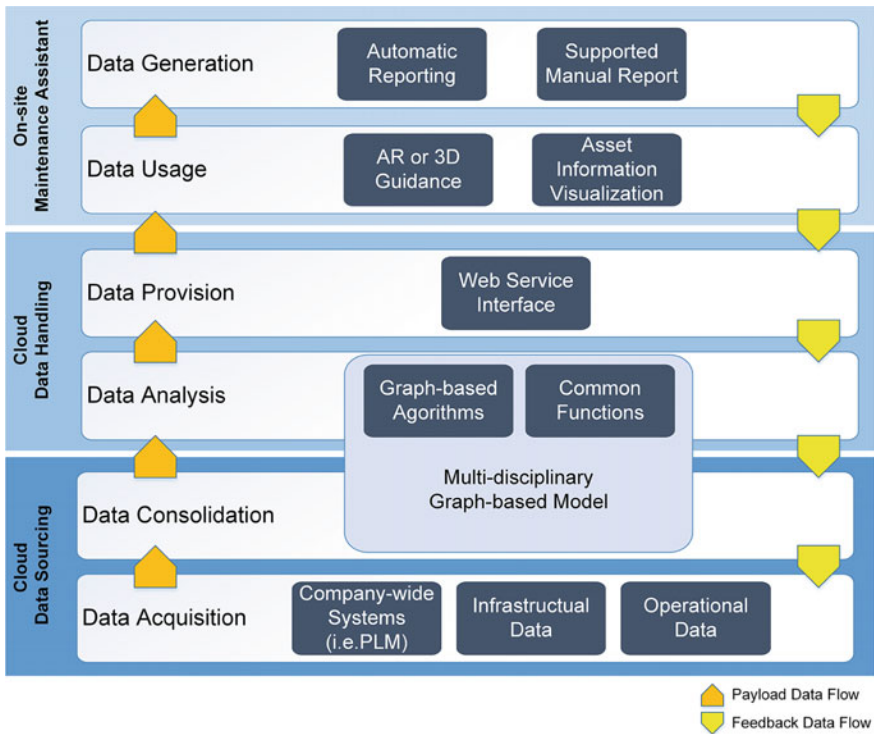 On-site
Maintenance Assistant
Data Generation
Automatic
Reporting
Supported
Manual Report
Data Usage
AR or 3D
Guidance
Asset
Information
Visualization
Cloud
Data Handling
Data Provision
Web Service
Interface
Data Analysis
Graph-based
Agorithms
Common
Functions
Multi-disciplinary
Graph-based Model
Cloud
Data Sourcing
Data Consolidation
Data Acquisition
Company-wide
Systems
(i.e.PLM)
Infrastructual
Data
Operational
Data
Payload Data Flow
Feedback Data Flow